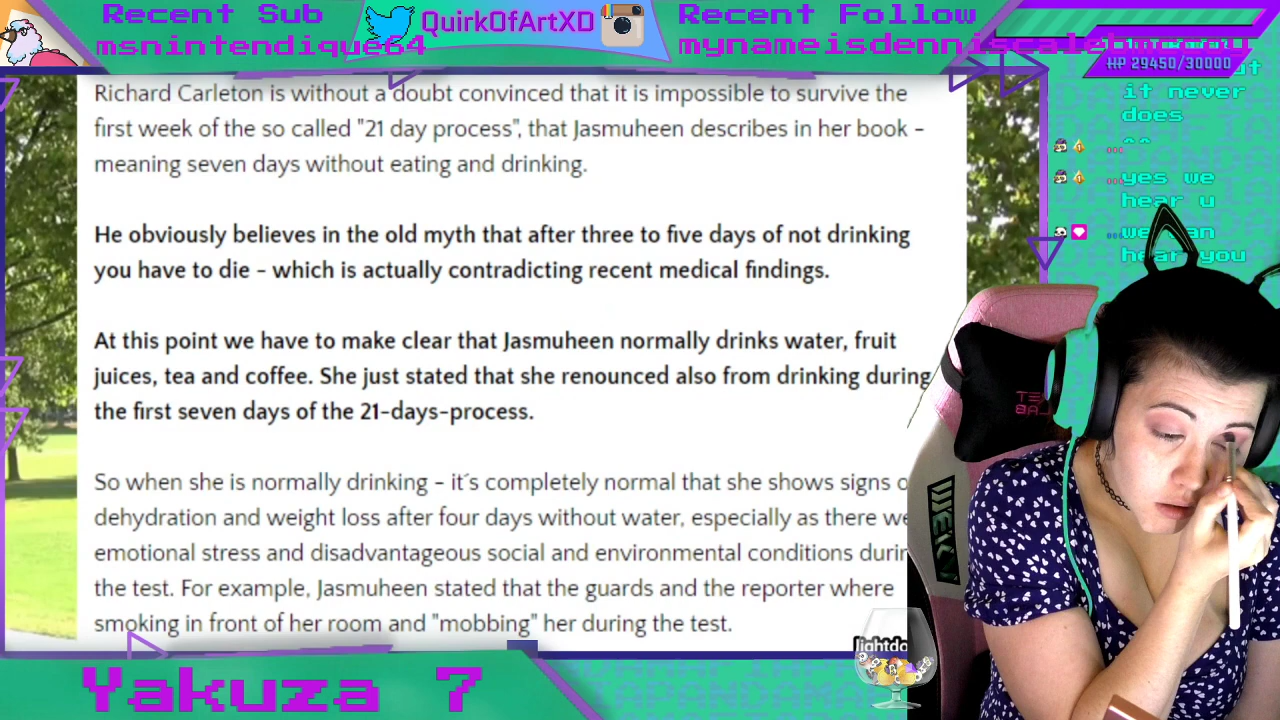 Recent Sub
msnintendique64
QuirkOfArtXD
Recent Follow
HP 29450/30000
it never
does
^^
...yes we
hear u
hear you
Richard Carleton is without a doubt convinced that it is impossible to survive the
first week of the so called "21 day process", that Jasmuheen describes in her book -
meaning seven days without eating and drinking.
He obviously believes in the old myth that after three to five days of not drinking
you have to die - which is actually contradicting recent medical findings.
At this point we have to make clear that Jasmuheen normally drinks water, fruit
juices, tea and coffee. She just stated that she renounced also from drinking during
the first seven days of the 21-days-process.
So when she is normally drinking - it´s completely normal that she shows signs
dehydration and weight loss after four days without water, especially as there
emotional stress and disadvantageous social and environmental conditions
the test. For example, Jasmuheen stated that the guards and the reporter where
smoking in front of her room and "mobbing" her during the test.
Yakuza 7